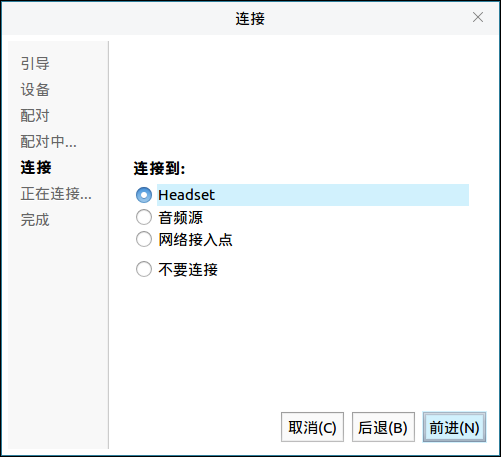 连接
引导
设备
配对
配对中...
连接
正在连接...
完成
连接到:
Headset
音频源
网络接入点
不要连接
取消(C)
后退(B)
前进(N)